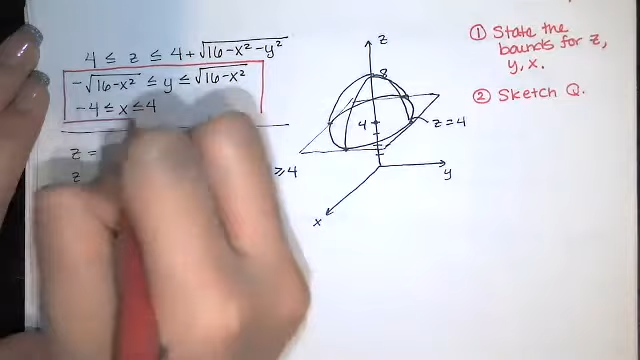 4 ≤ z ≤ 4 + √16-x²-y²
-√16-x² ≤ y ≤ √16-x²
-4 ≤ x ≤ 4
z =
z
≥ 4
z
8
4
z = 4
y
x
① State the
bounds for z,
y, x.
② Sketch Q.